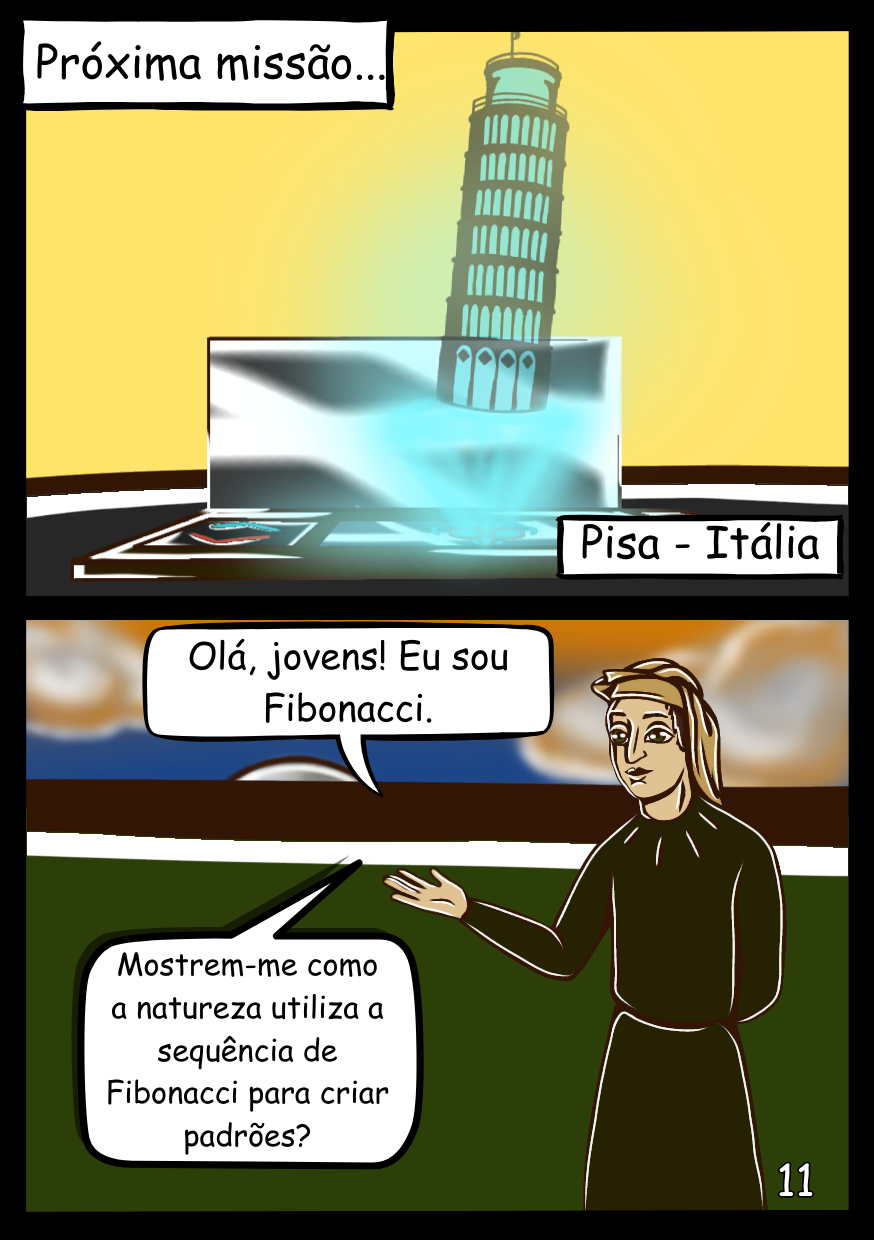 Próxima missão...
Pisa - Itália
Olá, jovens! Eu sou
Fibonacci.
Mostrem-me como
a natureza utiliza a
sequência de
Fibonacci para criar
padrões?
11